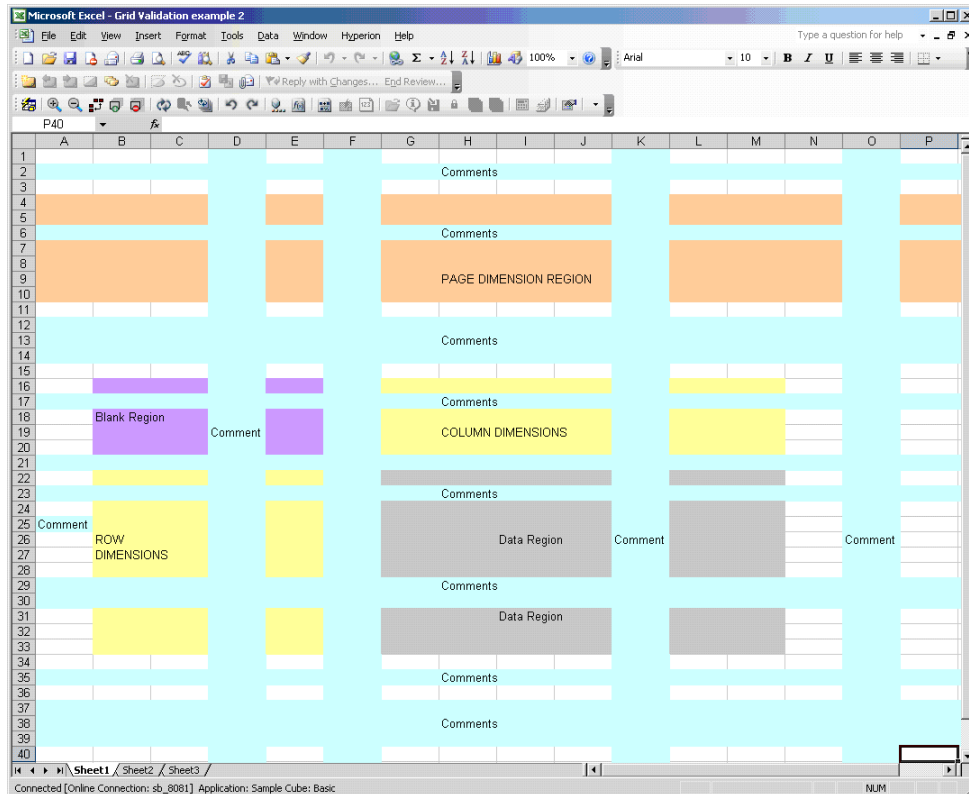 Microsoft Excel - Grid Validation example 2
File Edit View Insert Format Tools Data Window Hyperion Help Type a question for help
100% Arial 10 B I U
Reply with Changes... End Review...
P40 fx
A B C D E F G H I J K L M N O P
1
2 Comments
3
4
5
6 Comments
7
8
9 PAGE DIMENSION REGION
10
11
12
13 Comments
14
15
16
17 Comments
18 Blank Region
19 Comment COLUMN DIMENSIONS
20
21
22
23 Comments
24
25 Comment
26 ROW Data Region Comment Comment
27 DIMENSIONS
28
29 Comments
30
31 Data Region
32
33
34
35 Comments
36
37
38 Comments
39
40
Sheet1 Sheet2 Sheet3
Connected [Online Connection: sb_8081] Application: Sample Cube: Basic NUM